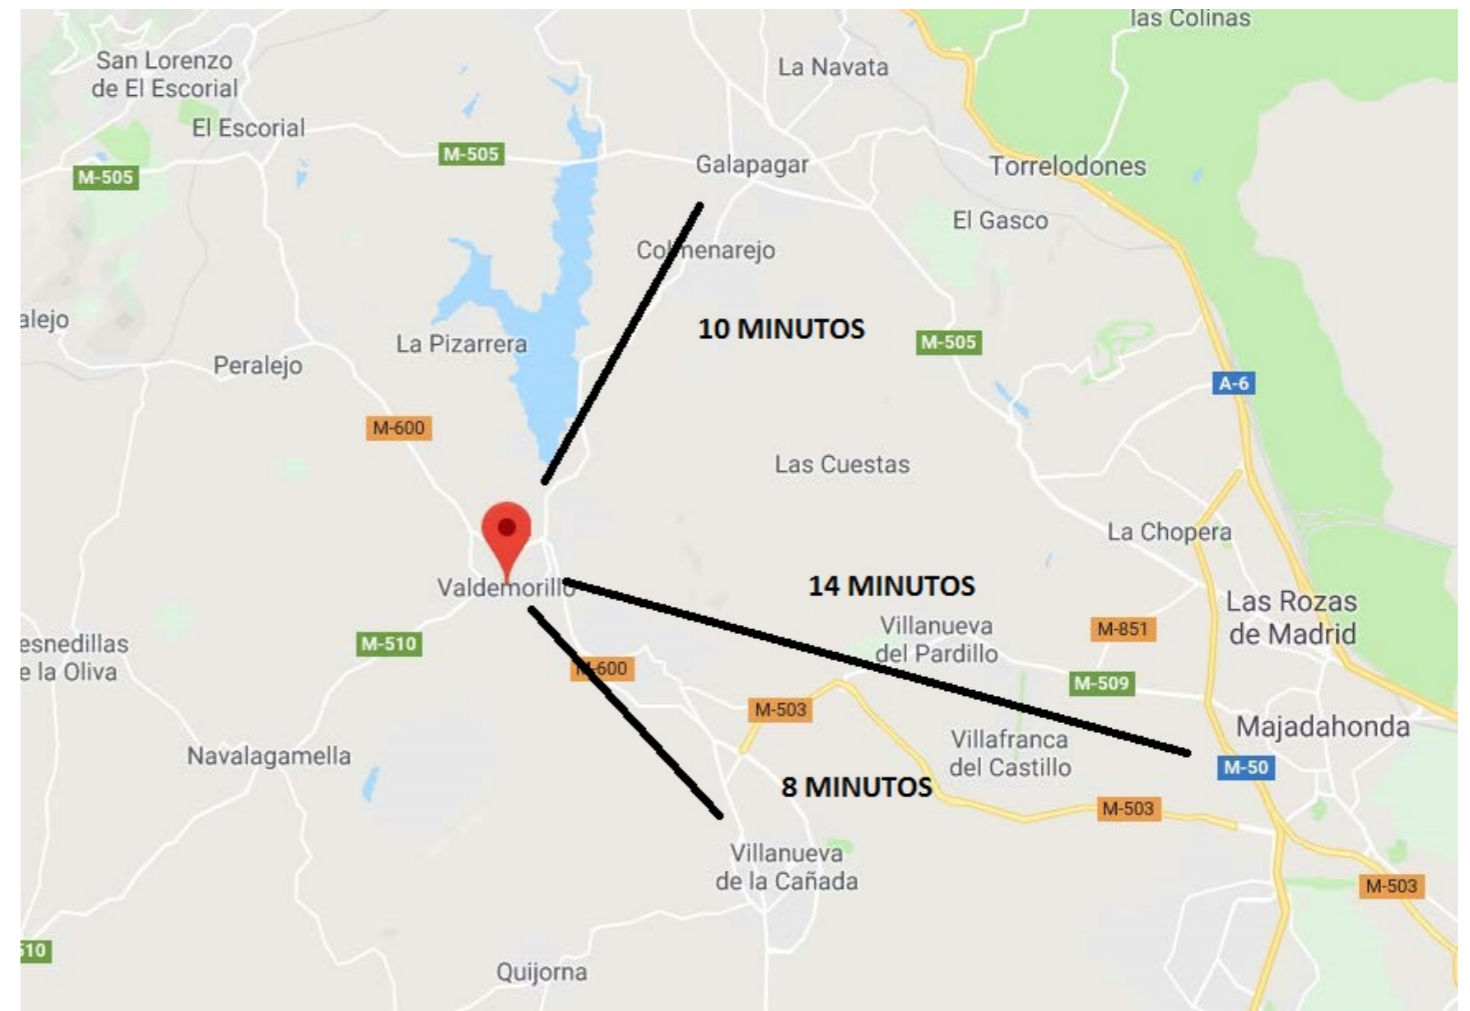 las Colinas
San Lorenzo
de El Escorial
La Navata
El Escorial
M-505
M-505
Galapagar
Torrelodones
El Gasco
Colmenarejo
alejo
La Pizarrera
10 MINUTOS
M-505
Peralejo
A-6
M-600
Las Cuestas
La Chopera
Valdemorillo
14 MINUTOS
Las Rozas
de Madrid
Villanueva
del Pardillo
M-851
esnedillas
e la Oliva
M-510
M-600
M-509
M-503
Majadahonda
Navalagamella
Villafranca
del Castillo
M-50
8 MINUTOS
M-503
Villanueva
de la Cañada
M-503
510
Quijorna